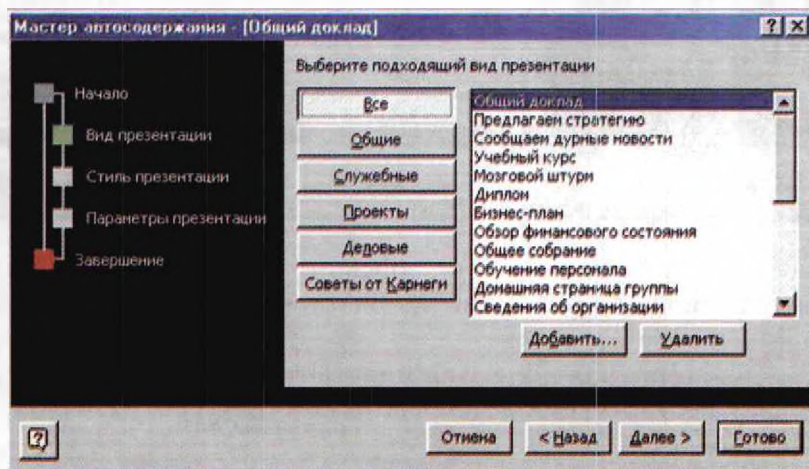 Мастер автосодержания - [Общий доклад]
Начало
Вид презентации
Стиль презентации
Параметры презентации
Завершение
Выберите подходящий вид презентации
Все
Общие
Служебные
Проекты
Деловые
Советы от Карнеги
Общий доклад
Предлагаем стратегию
Сообщаем дурные новости
Учебный курс
Мозговой штурм
Диплом
Бизнес-план
Обзор финансового состояния
Общее собрание
Обучение персонала
Домашняя страница группы
Сведения об организации
Добавить... Удалить
Отмена < Назад Далее > Готово